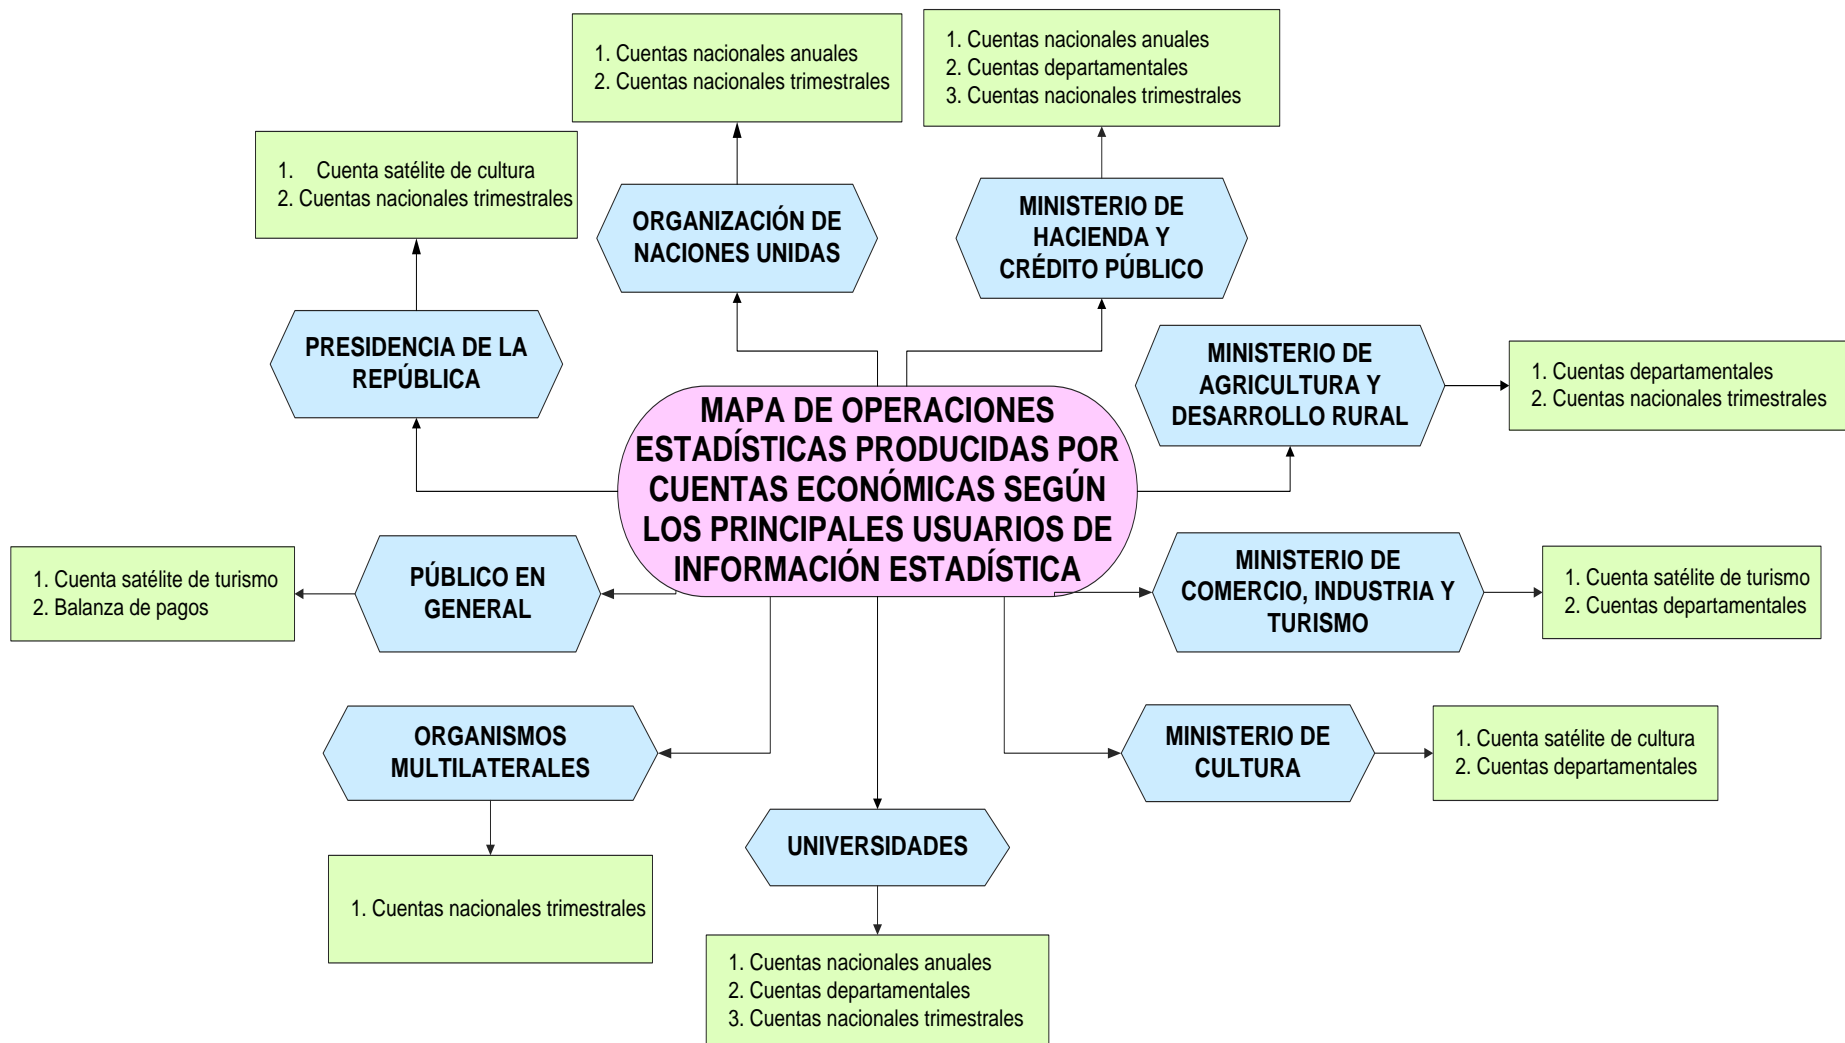 1. Cuentas nacionales anuales
2. Cuentas nacionales trimestrales
1. Cuentas nacionales anuales
2. Cuentas departamentales
3. Cuentas nacionales trimestrales
1. Cuenta satélite de cultura
2. Cuentas nacionales trimestrales
ORGANIZACIÓN DE
NACIONES UNIDAS
MINISTERIO DE
HACIENDA Y
CRÉDITO PÚBLICO
PRESIDENCIA DE LA
REPÚBLICA
MINISTERIO DE
AGRICULTURA Y
DESARROLLO RURAL
1. Cuentas departamentales
2. Cuentas nacionales trimestrales
MAPA DE OPERACIONES
ESTADÍSTICAS PRODUCIDAS POR
CUENTAS ECONÓMICAS SEGÚN
LOS PRINCIPALES USUARIOS DE
INFORMACIÓN ESTADÍSTICA
1. Cuenta satélite de turismo
2. Balanza de pagos
PÚBLICO EN
GENERAL
MINISTERIO DE
COMERCIO, INDUSTRIA Y
TURISMO
1. Cuenta satélite de turismo
2. Cuentas departamentales
ORGANISMOS
MULTILATERALES
MINISTERIO DE
CULTURA
1. Cuenta satélite de cultura
2. Cuentas departamentales
UNIVERSIDADES
1. Cuentas nacionales trimestrales
1. Cuentas nacionales anuales
2. Cuentas departamentales
3. Cuentas nacionales trimestrales